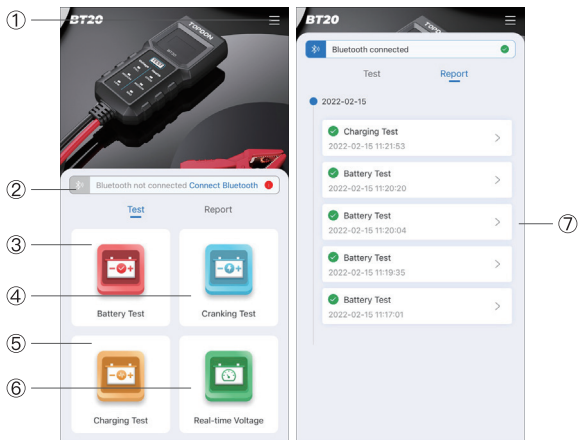 ①
BT20
TOPDON
BT20
TEST
②
Bluetooth not connected Connect Bluetooth
Test
Report
③
④
Battery Test
Cranking Test
⑤
⑥
Charging Test
Real-time Voltage
BT20
Bluetooth connected
Test
Report
2022-02-15
Charging Test
2022-02-15 11:21:53
Battery Test
2022-02-15 11:20:20
Battery Test
2022-02-15 11:20:04
⑦
Battery Test
2022-02-15 11:19:35
Battery Test
2022-02-15 11:17:01